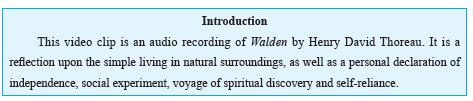 Introduction
This video clip is an audio recording of Walden by Henry David Thoreau. It is a
reflection upon the simple living in natural surroundings, as well as a personal declaration of
independence, social experiment, voyage of spiritual discovery and self-reliance.